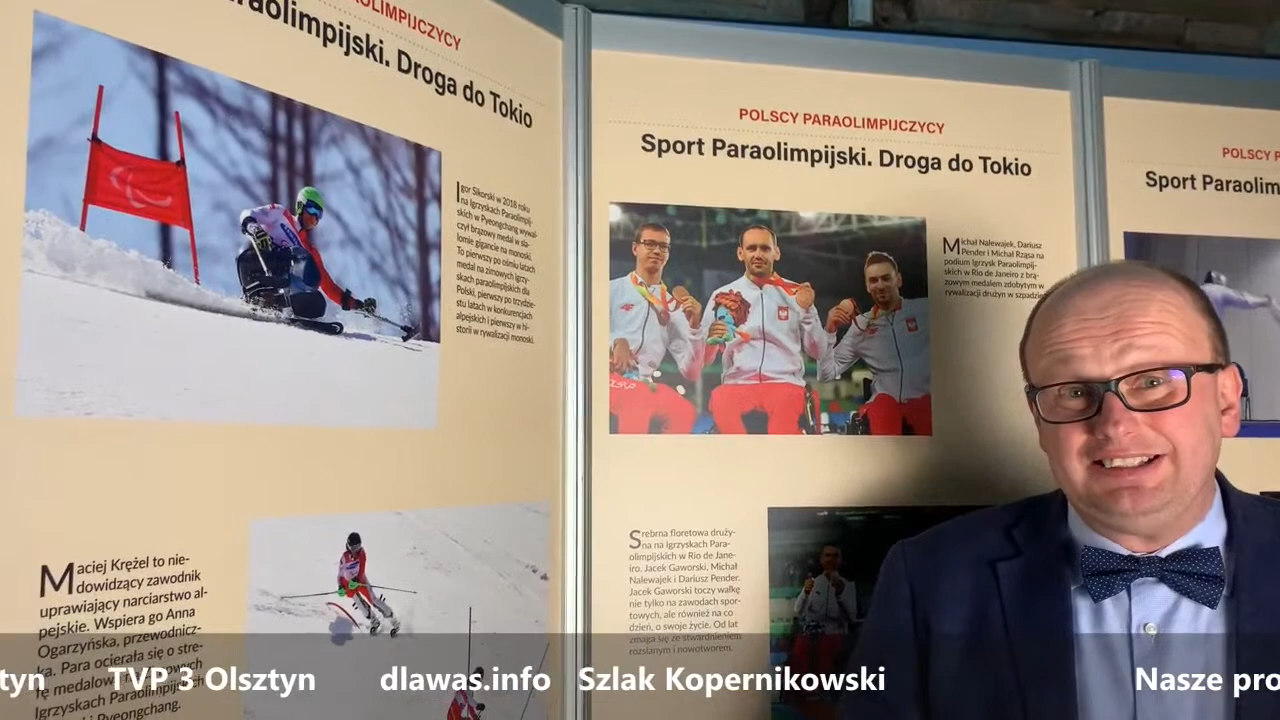 OLIMPIJCZYCY
aolimpijski. Droga do Tokio
Igor Sikorski w 2018 roku
na Igrzyskach Paraolimpij-
skich w Pyeongchang wywal-
czył brązowy medal w sla-
lomie gigancie na monoski.
To pierwszy po ośmiu latach
medal na zimowych igrzy-
skach paraolimpijskich dla
Polski, pierwszy po trzydzie-
stu latach w konkurencjach
alpejskich i pierwszy w hi-
storii w rywalizacji monoski.
Maciej Krężel to nie-
dowidzący zawodnik
uprawiający narciarstwo al-
pejskie. Wspiera go Anna
Ogarzyńska, przewodnicz-
ka. Para ocierała się o stre-
fę medalową
Igrzyskach Paraolimpijskich
Pyeongchang.
POLSCY PARAOLIMPIJCZYCY
Sport Paraolimpijski. Droga do Tokio
Michał Nalewajek, Dariusz
Pender i Michał Rząsa na
podium Igrzysk Paraolimpij-
skich w Rio de Janeiro z brą-
zowym medalem zdobytym w
rywalizacji drużyn w szpadzie
Srebrna floretowa druży-
na na Igrzyskach Para-
olimpijskich w Rio de Jane-
iro, Jacek Gaworski, Michał
Nalewajek i Dariusz Pender.
Jacek Gaworski toczy walkę
nie tylko na zawodach spor-
towych, ale również na co
dzień, o swoje życie. Od lat
zmaga się ze stwardnieniem
rozsianym i nowotworem.
POLSCY P
Sport Paraolim
tyn TVP 3 Olsztyn dlawas.info Szlak Kopernikowski Nasze pro